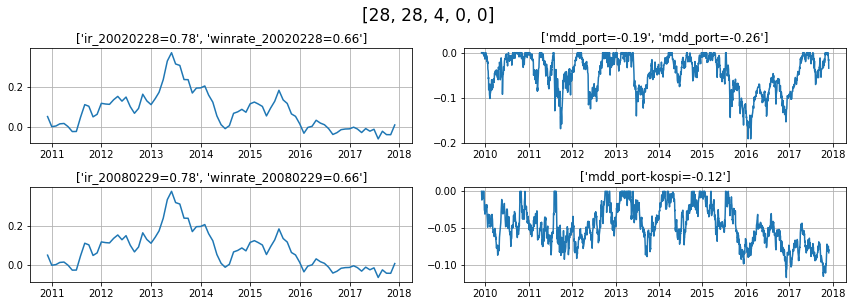 [28, 28, 4, 0, 0]
['ir_20020228=0.78', 'winrate_20020228=0.66']
0.2
0.0
2011 2012 2013 2014 2015 2016 2017 2018
['mdd_port=-0.19', 'mdd_port=-0.26']
0.0
−0.1
−0.2
2010 2011 2012 2013 2014 2015 2016 2017 2018
['ir_20080229=0.78', 'winrate_20080229=0.66']
0.2
0.0
2011 2012 2013 2014 2015 2016 2017 2018
['mdd_port-kospi=-0.12']
0.00
−0.05
−0.10
2010 2011 2012 2013 2014 2015 2016 2017 2018